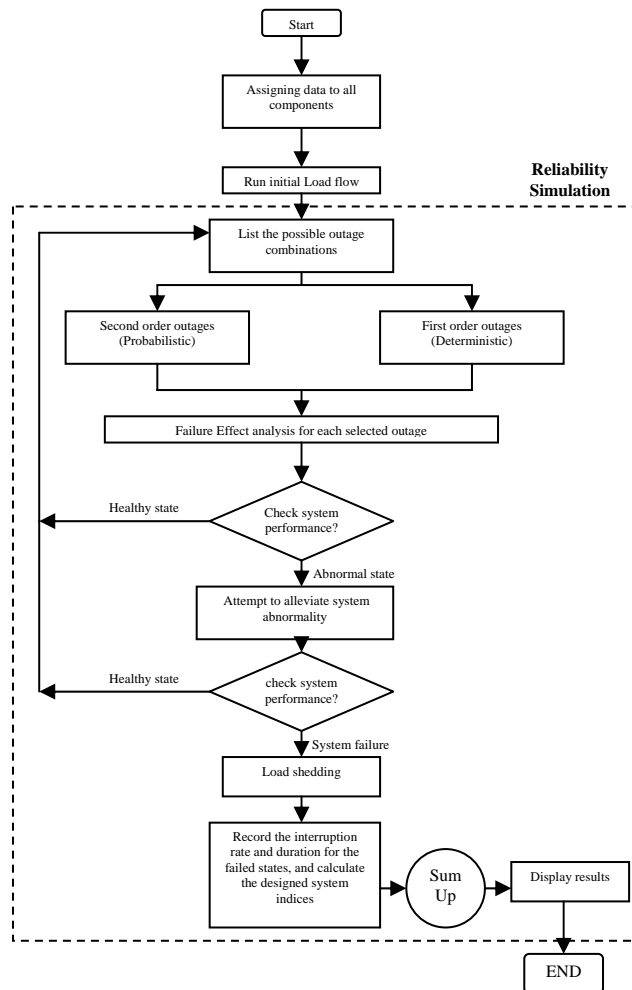 Start
Assigning data to all
components
Run initial Load flow
Reliability
Simulation
List the possible outage
combinations
Second order outages
(Probabilistic)
First order outages
(Deterministic)
Failure Effect analysis for each selected outage
Healthy state
Check system
performance?
Abnormal state
Attempt to alleviate system
abnormality
Healthy state
check system
performance?
System failure
Load shedding
Record the interruption
rate and duration for the
failed states, and calculate
the designed system
indices
Sum
Up
Display results
END